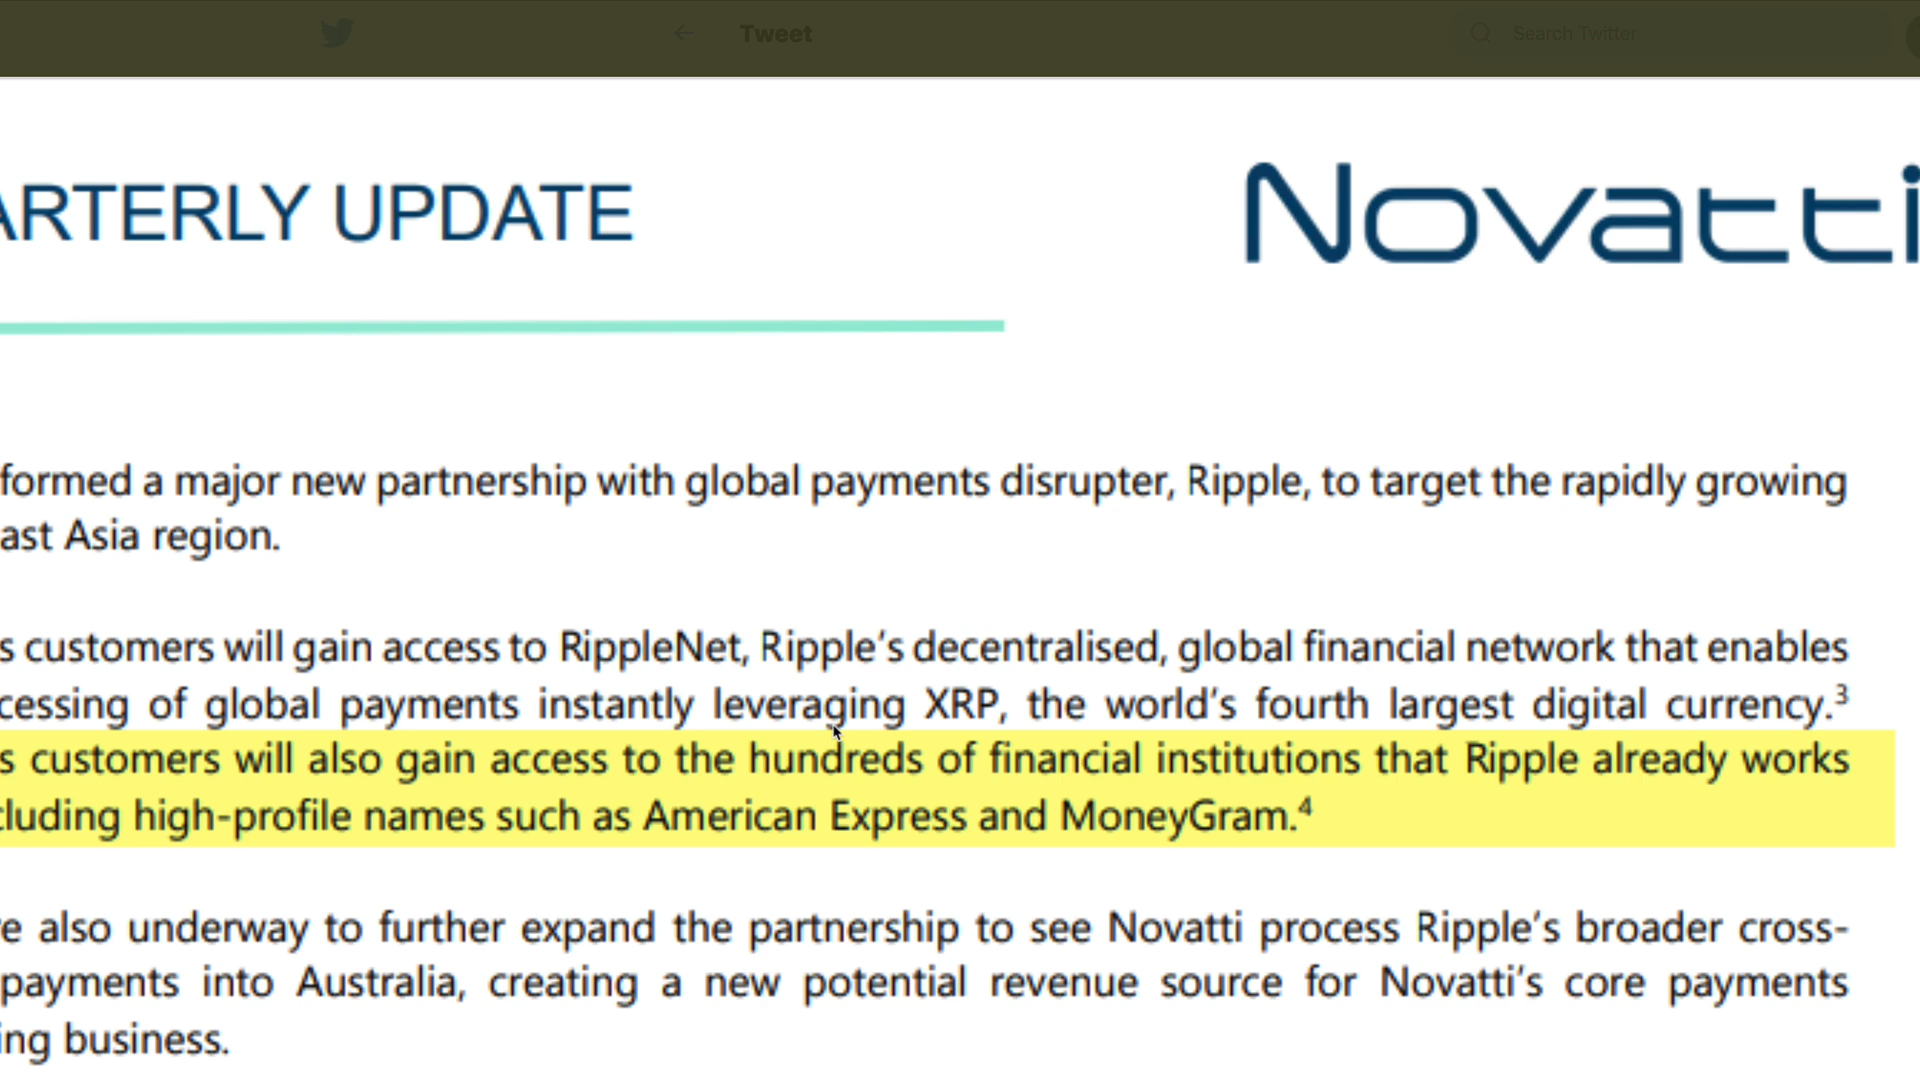 Tweet
Search Twitter
ARTERLY UPDATE
Novatti
formed a major new partnership with global payments disrupter, Ripple, to target the rapidly growing
ast Asia region.
s customers will gain access to RippleNet, Ripple's decentralised, global financial network that enables
cessing of global payments instantly leveraging XRP, the world's fourth largest digital currency.³
s customers will also gain access to the hundreds of financial institutions that Ripple already works
cluding high-profile names such as American Express and MoneyGram.⁴
e also underway to further expand the partnership to see Novatti process Ripple's broader cross-
payments into Australia, creating a new potential revenue source for Novatti's core payments
ing business.